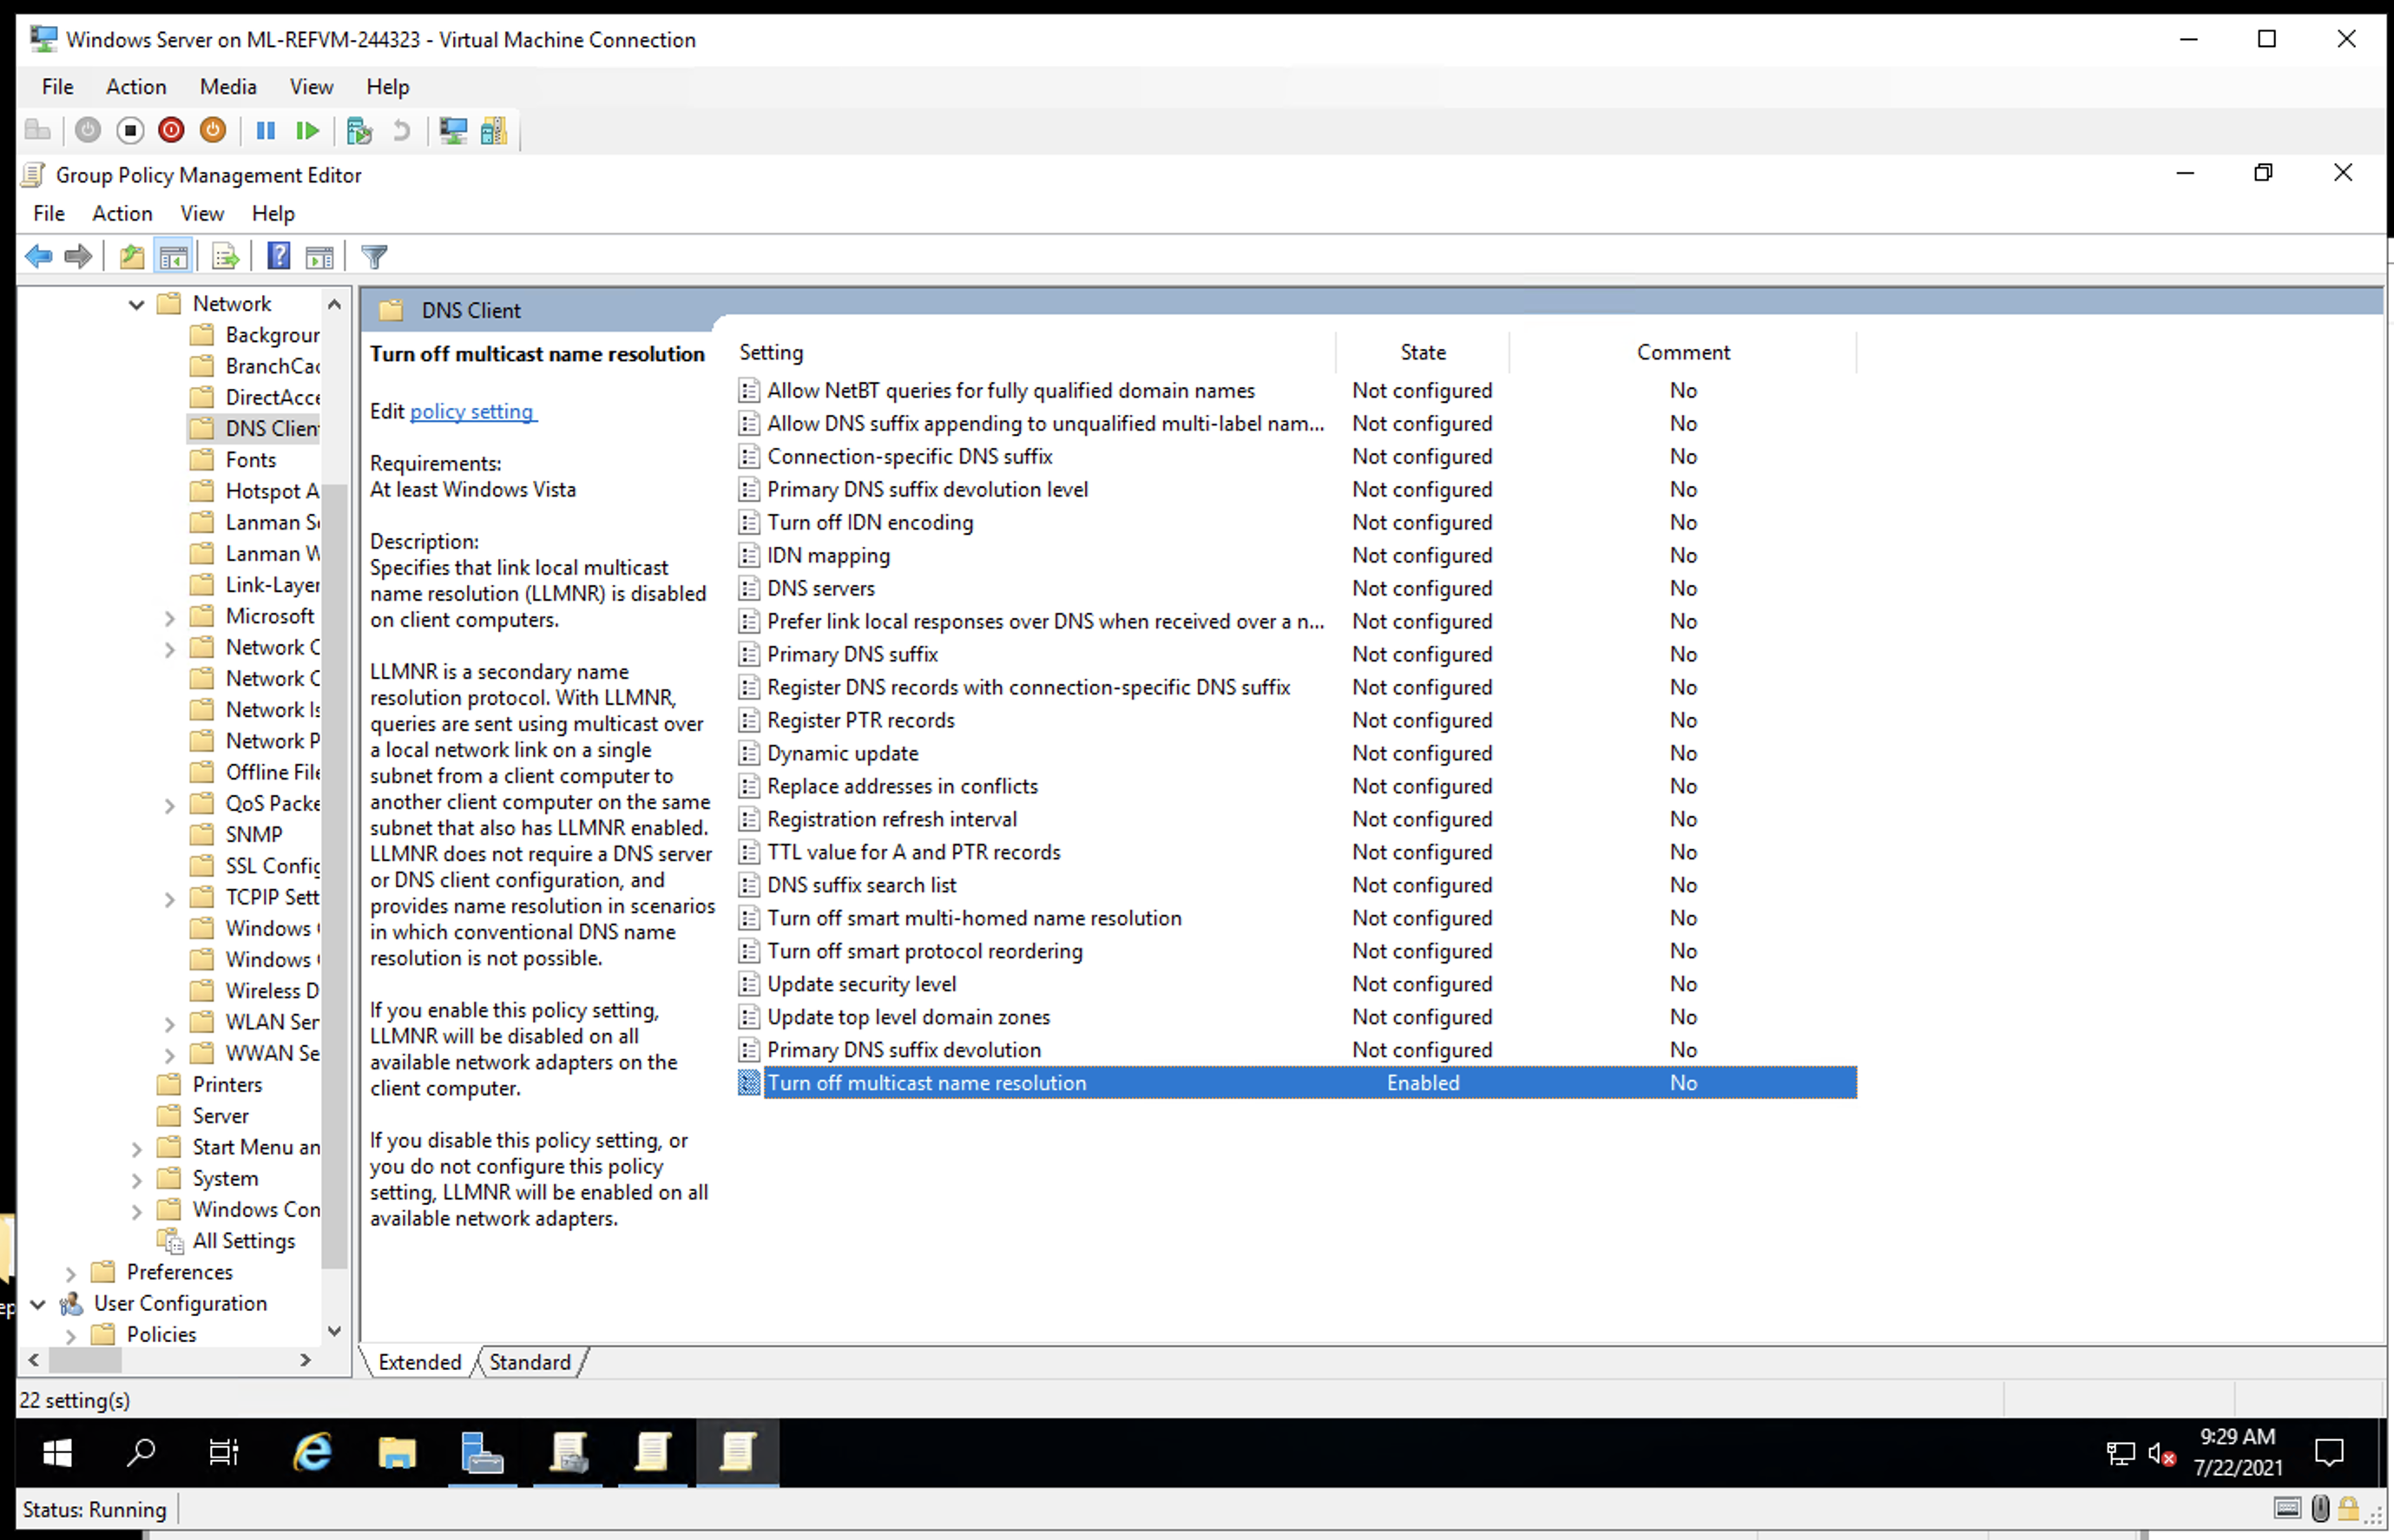 Windows Server on ML-REFVM-244323 - Virtual Machine Connection
File Action Media View Help
Group Policy Management Editor
File Action View Help
Network
Backgrour
BranchCac
DirectAcce
DNS Client
Fonts
Hotspot A
Lanman Se
Lanman W
Link-Layer
Microsoft
Network C
Network C
Network Is
Network P
Offline File
QoS Packe
SNMP
SSL Config
TCPIP Sett
Windows
Windows
Wireless D
WLAN Ser
WWAN Se
Printers
Server
Start Menu an
System
Windows Con
All Settings
Preferences
User Configuration
Policies
DNS Client
Turn off multicast name resolution
Edit policy setting
Requirements:
At least Windows Vista
Description:
Specifies that link local multicast
name resolution (LLMNR) is disabled
on client computers.
LLMNR is a secondary name
resolution protocol. With LLMNR,
queries are sent using multicast over
a local network link on a single
subnet from a client computer to
another client computer on the same
subnet that also has LLMNR enabled.
LLMNR does not require a DNS server
or DNS client configuration, and
provides name resolution in scenarios
in which conventional DNS name
resolution is not possible.
If you enable this policy setting,
LLMNR will be disabled on all
available network adapters on the
client computer.
If you disable this policy setting, or
you do not configure this policy
setting, LLMNR will be enabled on all
available network adapters.
Setting State Comment
Allow NetBT queries for fully qualified domain names Not configured No
Allow DNS suffix appending to unqualified multi-label nam... Not configured No
Connection-specific DNS suffix Not configured No
Primary DNS suffix devolution level Not configured No
Turn off IDN encoding Not configured No
IDN mapping Not configured No
DNS servers Not configured No
Prefer link local responses over DNS when received over a n... Not configured No
Primary DNS suffix Not configured No
Register DNS records with connection-specific DNS suffix Not configured No
Register PTR records Not configured No
Dynamic update Not configured No
Replace addresses in conflicts Not configured No
Registration refresh interval Not configured No
TTL value for A and PTR records Not configured No
DNS suffix search list Not configured No
Turn off smart multi-homed name resolution Not configured No
Turn off smart protocol reordering Not configured No
Update security level Not configured No
Update top level domain zones Not configured No
Primary DNS suffix devolution Not configured No
Turn off multicast name resolution Enabled No
Extended Standard
22 setting(s)
9:29 AM
7/22/2021
Status: Running